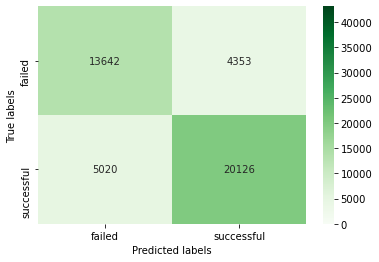 failed
successful
True labels
13642
4353
5020
20126
failed
successful
Predicted labels
40000
35000
30000
25000
20000
15000
10000
5000
0